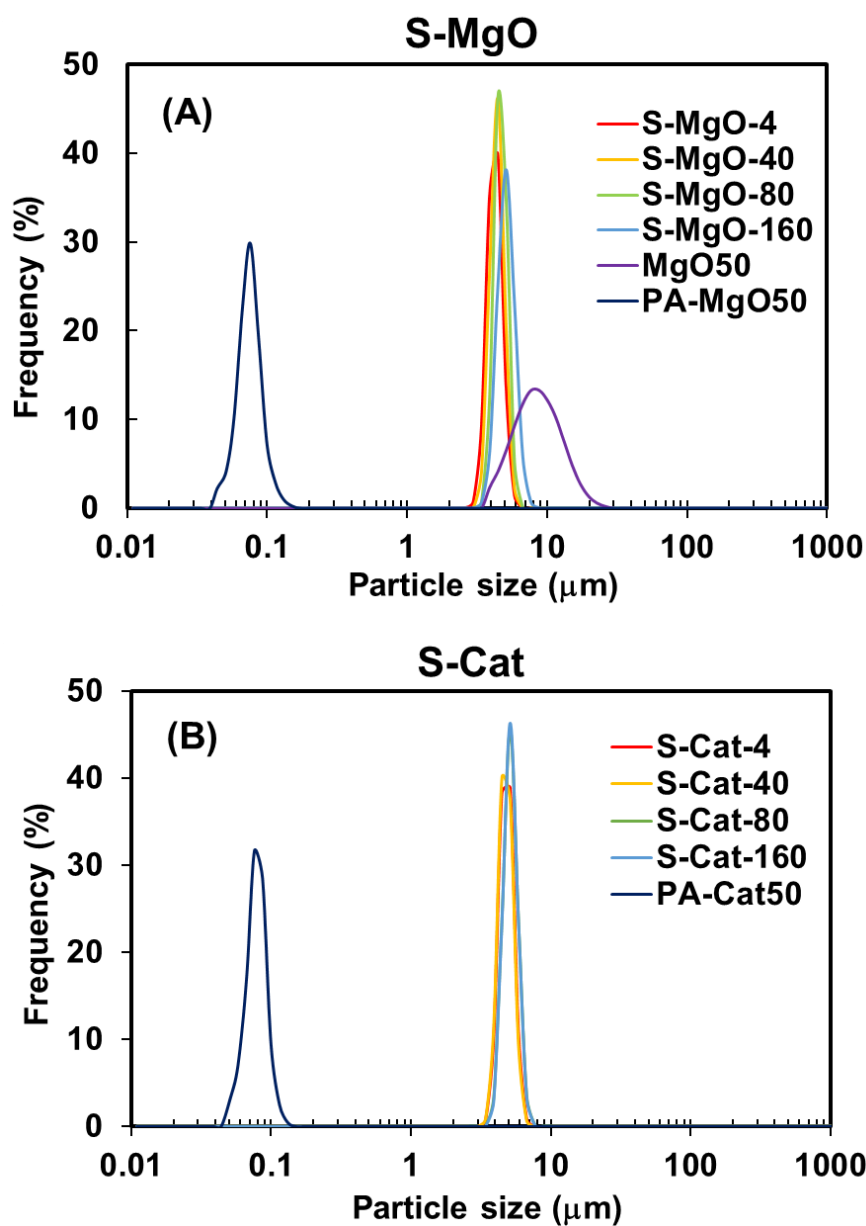 S-MgO
50
(A)
S-MgO-4
S-MgO-40
S-MgO-80
S-MgO-160
MgO50
PA-MgO50
40
30
20
10
0
Frequency (%)
0.01 0.1 1 10 100 1000
Particle size (μm)
S-Cat
50
(B)
S-Cat-4
S-Cat-40
S-Cat-80
S-Cat-160
PA-Cat50
40
30
20
10
0
Frequency (%)
0.01 0.1 1 10 100 1000
Particle size (μm)